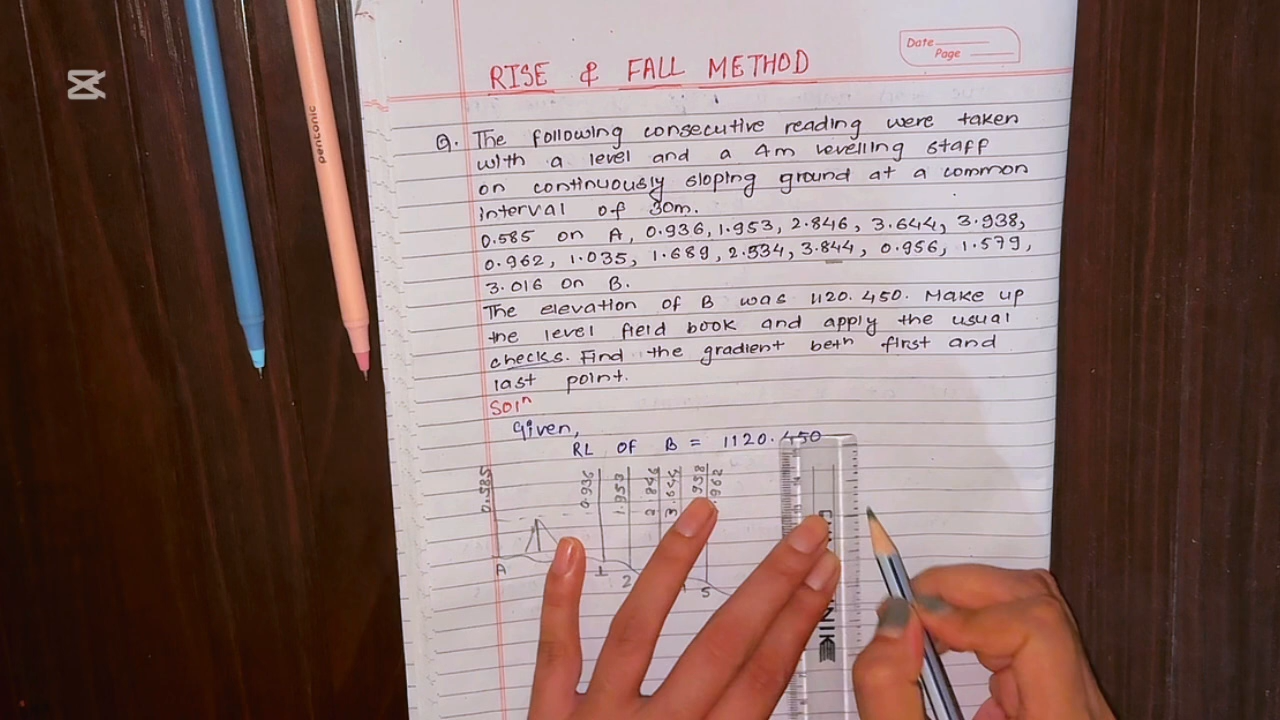 Date
Page
RISE & FALL METHOD
Q. The following consecutive reading were taken
with a level and a 4m levelling staff
on continuously sloping ground at a common
interval of 30m.
0.585 on A, 0.936, 1.953, 2.846, 3.644, 3.938,
0.962, 1.035, 1.689, 2.534, 3.844, 0.956, 1.579,
3.016 on B.
The elevation of B was 1120.450. Make up
the level field book and apply the usual
checks. Find the gradient beth first and
last point.
Solⁿ
Given,
RL OF B = 1120.450
0.585
0.936
1.953
2.846
3.644
.938
.962
A
1
2
5
pentonic